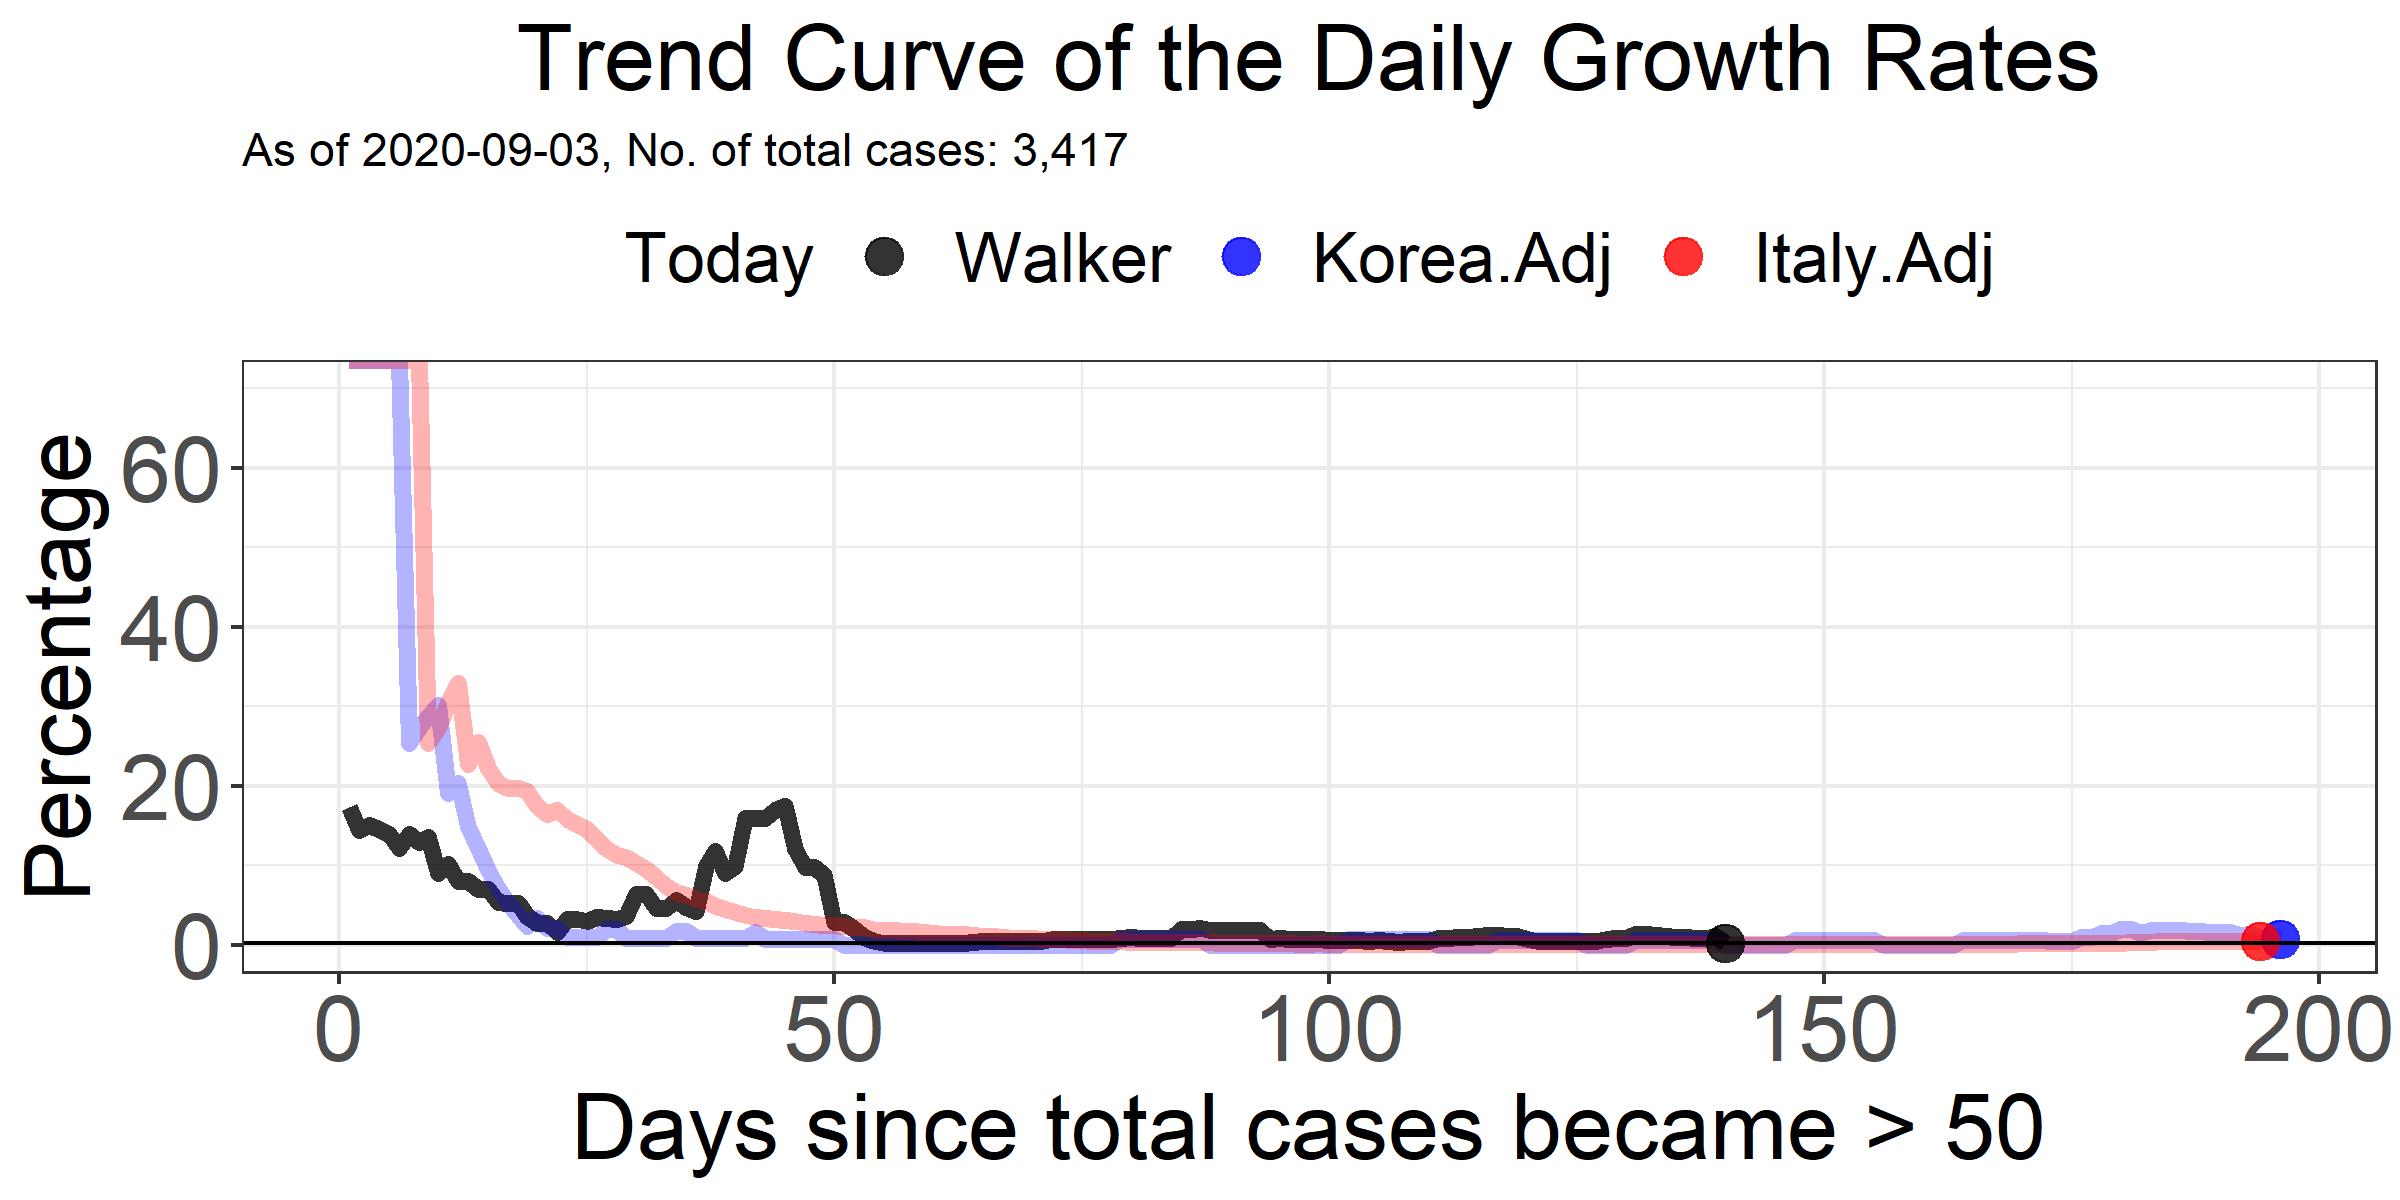 Trend Curve of the Daily Growth Rates
As of 2020-09-03, No. of total cases: 3,417
Today Walker Korea.Adj Italy.Adj
Percentage
60
40
20
0
0 50 100 150 200
Days since total cases became > 50